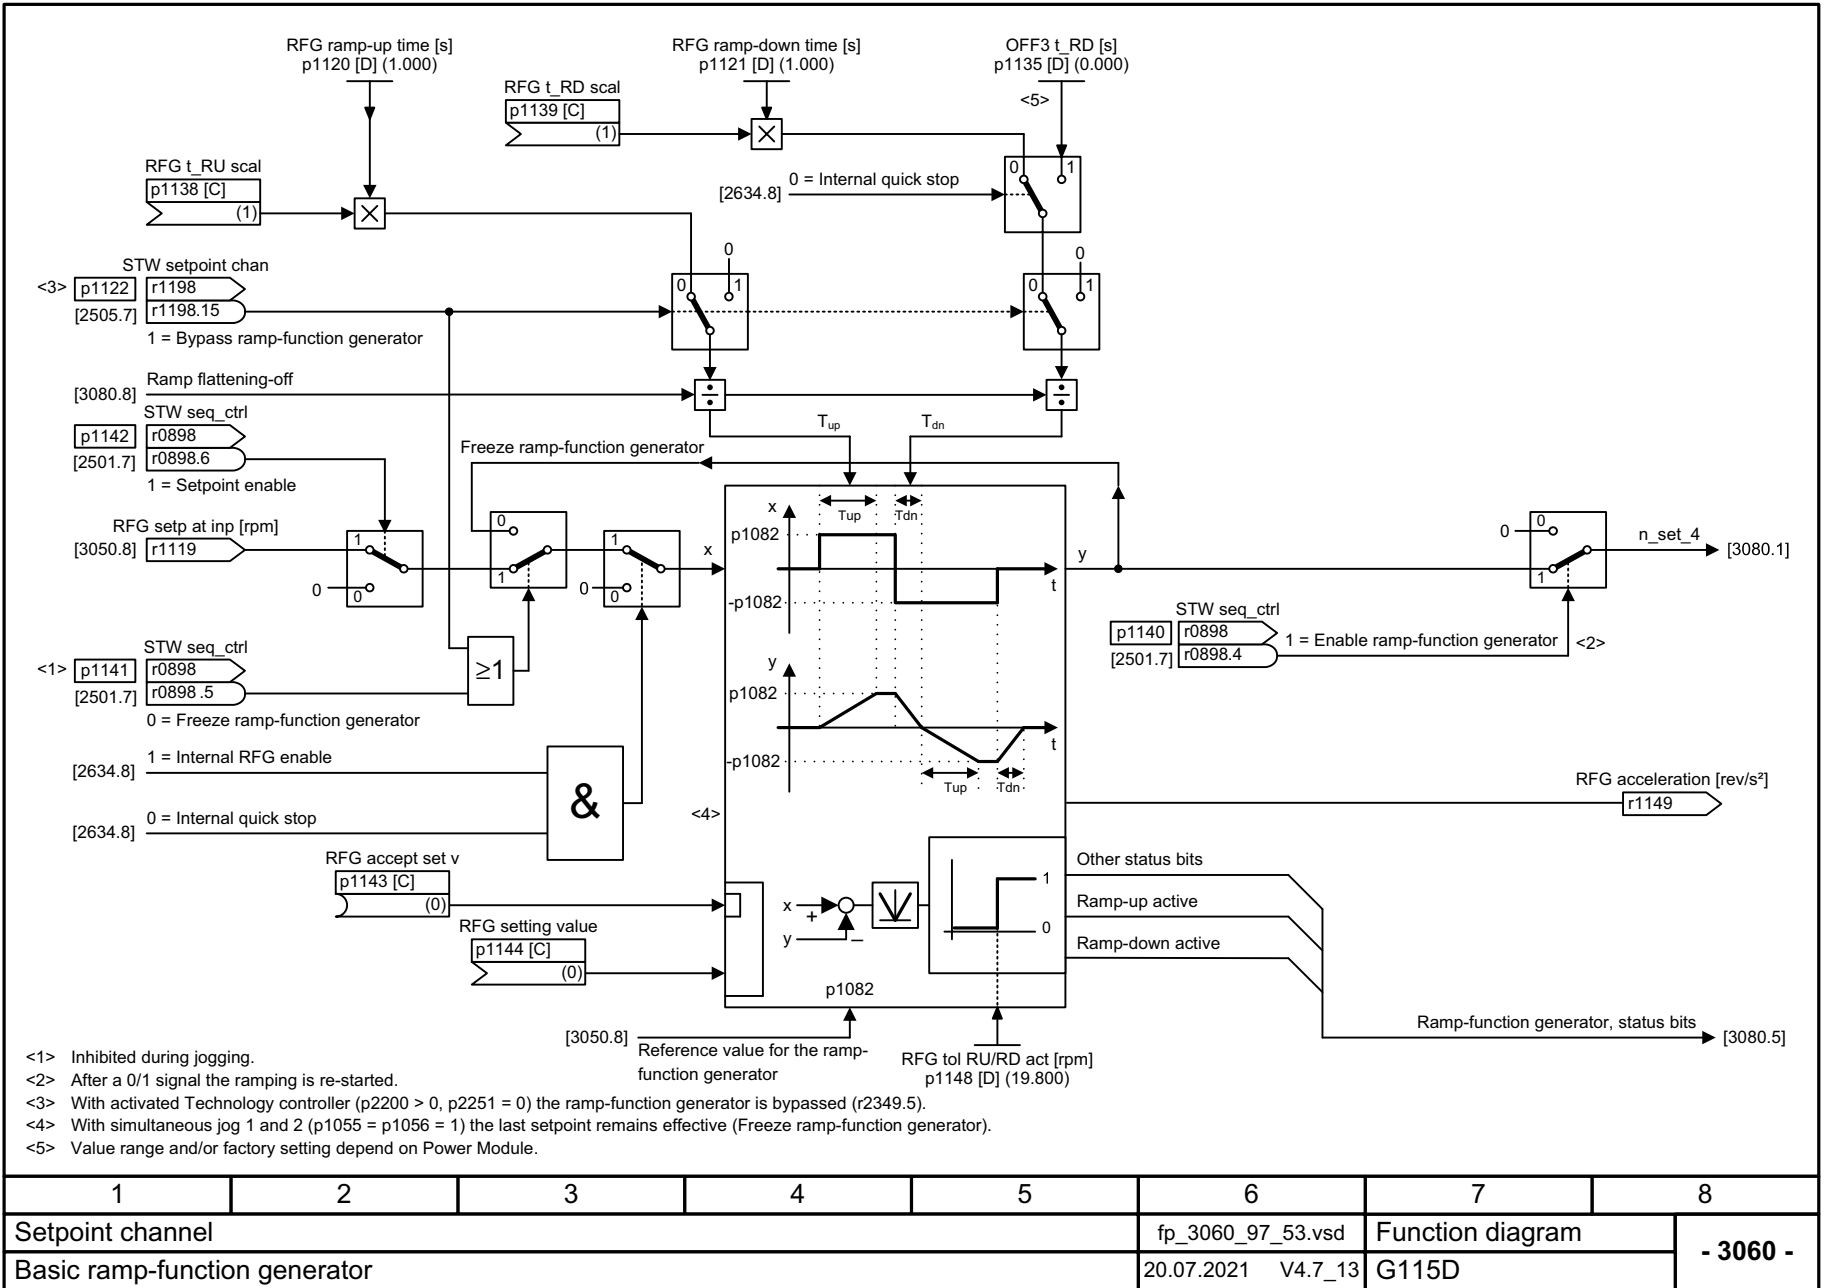 RFG ramp-up time [s]
p1120 [D] (1.000)
RFG ramp-down time [s]
p1121 [D] (1.000)
OFF3 t_RD [s]
p1135 [D] (0.000)
<5>
RFG t_RD scal
p1139 [C]
(1)
RFG t_RU scal
p1138 [C]
(1)
0
1
[2634.8]
0 = Internal quick stop
STW setpoint chan
<3>
p1122
r1198
[2505.7]
r1198.15
1 = Bypass ramp-function generator
0
0
1
0
0
1
[3080.8]
Ramp flattening-off
STW seq_ctrl
p1142
r0898
[2501.7]
r0898.6
1 = Setpoint enable
Tup
Tdn
Freeze ramp-function generator
RFG setp at inp [rpm]
[3050.8]
r1119
1
0
0
0
1
1
0
0
x
x
p1082
-p1082
t
Tup
Tdn
y
p1082
-p1082
t
Tup
Tdn
y
0
0
1
n_set_4
[3080.1]
STW seq_ctrl
p1140
r0898
[2501.7]
r0898.4
1 = Enable ramp-function generator
<2>
STW seq_ctrl
<1>
p1141
r0898
[2501.7]
r0898.5
0 = Freeze ramp-function generator
≥1
[2634.8]
1 = Internal RFG enable
[2634.8]
0 = Internal quick stop
&
<4>
RFG acceleration [rev/s²]
r1149
RFG accept set v
p1143 [C]
(0)
RFG setting value
p1144 [C]
(0)
x
+
y
−
1
0
Other status bits
Ramp-up active
Ramp-down active
p1082
[3050.8]
Reference value for the ramp-
function generator
RFG tol RU/RD act [rpm]
p1148 [D] (19.800)
Ramp-function generator, status bits
[3080.5]
<1> Inhibited during jogging.
<2> After a 0/1 signal the ramping is re-started.
<3> With activated Technology controller (p2200 > 0, p2251 = 0) the ramp-function generator is bypassed (r2349.5).
<4> With simultaneous jog 1 and 2 (p1055 = p1056 = 1) the last setpoint remains effective (Freeze ramp-function generator).
<5> Value range and/or factory setting depend on Power Module.
1 2 3 4 5 6 7 8
Setpoint channel
fp_3060_97_53.vsd
Function diagram
- 3060 -
Basic ramp-function generator
20.07.2021 V4.7_13
G115D